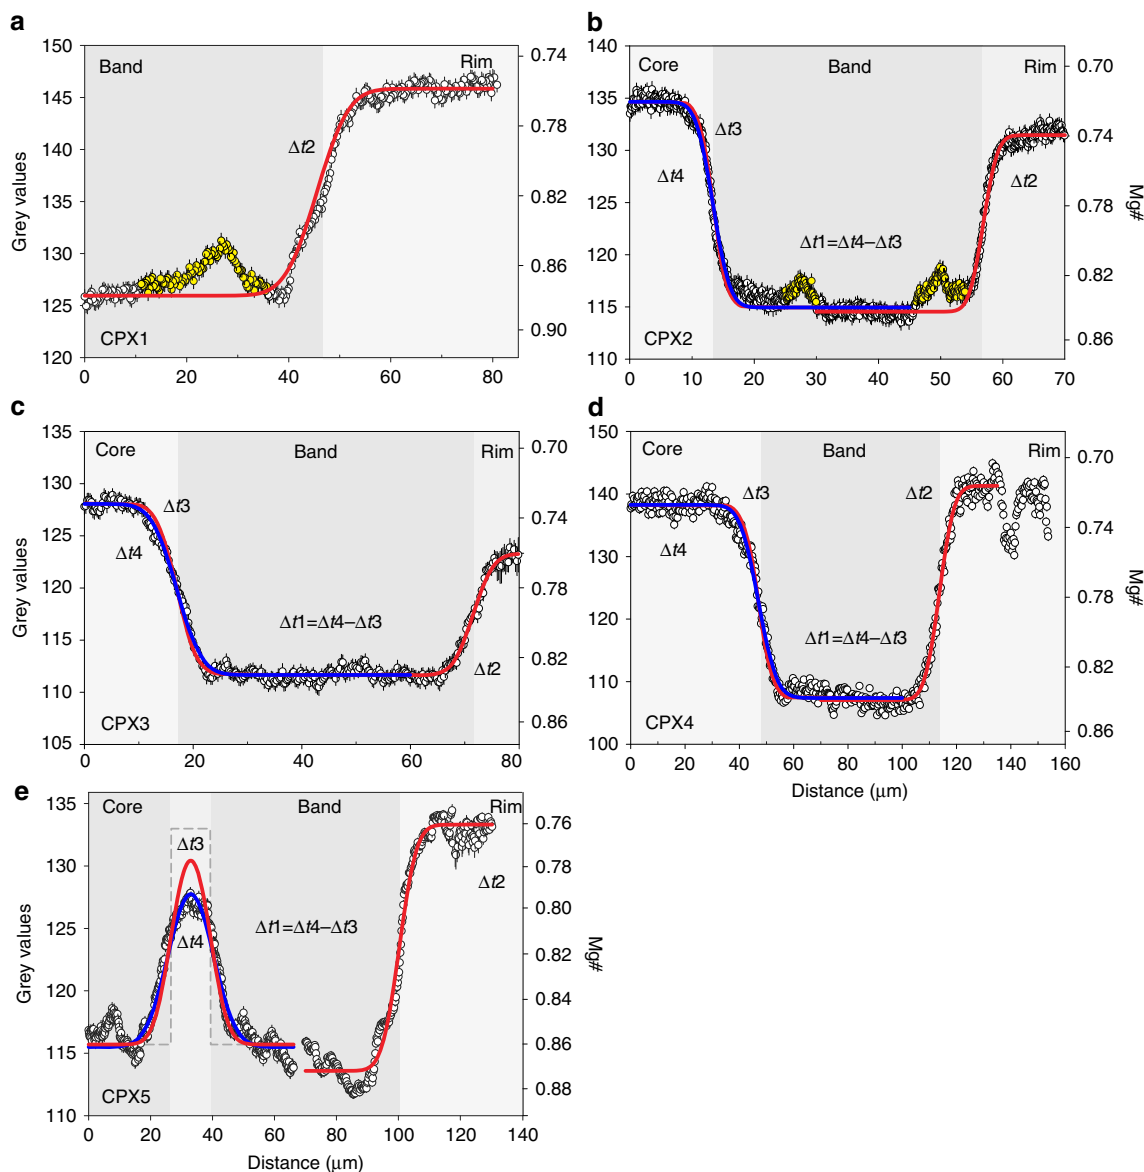 a
150
145
140
135
130
125
120
0.74
0.76
0.82
0.86
0.90
Grey values
Band
Rim
Δt2
CPX1
0 20 40 60 80
b
140
135
130
125
120
115
110
0.70
0.74
0.78
0.82
0.86
Mg#
Core
Band
Rim
Δt3
Δt4
Δt2
Δt1=Δt4–Δt3
CPX2
0 10 20 30 40 50 60 70
c
135
130
125
120
115
110
105
0.70
0.74
0.78
0.82
0.86
Grey values
Core
Band
Rim
Δt3
Δt4
Δt1=Δt4–Δt3
Δt2
CPX3
0 20 40 60 80
d
150
140
130
120
110
100
0.70
0.74
0.78
0.82
0.86
Mg#
Core
Band
Rim
Δt3
Δt2
Δt4
Δt1=Δt4–Δt3
CPX4
0 20 40 60 80 100 120 140 160
Distance (μm)
e
135
130
125
120
115
110
0.76
0.78
0.80
0.82
0.86
0.88
Grey values
Mg#
Core
Band
Rim
Δt3
Δt2
Δt4
Δt1=Δt4–Δt3
CPX5
0 20 40 60 80 100 120 140
Distance (μm)